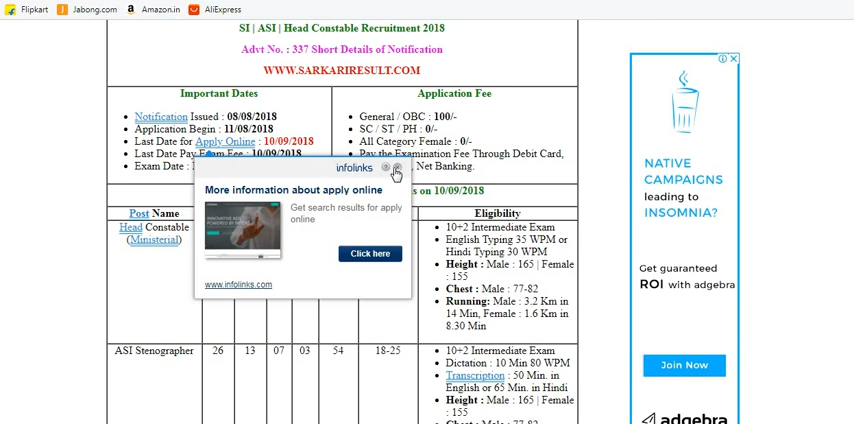 Flipkart Jabong.com Amazon.in AliExpress
SI | ASI | Head Constable Recruitment 2018
Advt No. : 337 Short Details of Notification
WWW.SARKARIRESULT.COM
Important Dates
Notification Issued : 08/08/2018
Application Begin : 11/08/2018
Last Date for Apply Online : 10/09/2018
Last Date Pay Exam Fee : 10/09/2018
Exam Date :
Application Fee
General / OBC : 100/-
SC / ST / PH : 0/-
All Category Female : 0/-
Pay the Examination Fee Through Debit Card,
Net Banking.
s on 10/09/2018
infolinks
More information about apply online
Get search results for apply
online
Click here
www.infolinks.com
Post Name
Eligibility
Head Constable
(Ministerial)
10+2 Intermediate Exam
English Typing 35 WPM or
Hindi Typing 30 WPM
Height : Male : 165 | Female
: 155
Chest : Male : 77-82
Running: Male : 3.2 Km in
14 Min, Female : 1.6 Km in
8.30 Min
ASI Stenographer 26 13 07 03 54 18-25
10+2 Intermediate Exam
Dictation : 10 Min 80 WPM
Transcription : 50 Min. in
English or 65 Min. in Hindi
Height : Male : 165 | Female
: 155
Chest : Male : 77-82
NATIVE
CAMPAIGNS
leading to
INSOMNIA?
Get guaranteed
ROI with adgebra
Join Now
adgebra